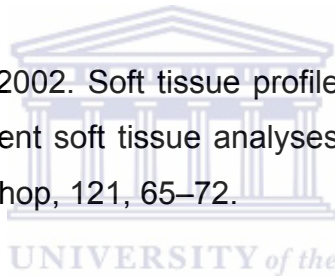 2002. Soft tissue profile
ent soft tissue analyses
hop, 121, 65–72.
UNIVERSITY of the